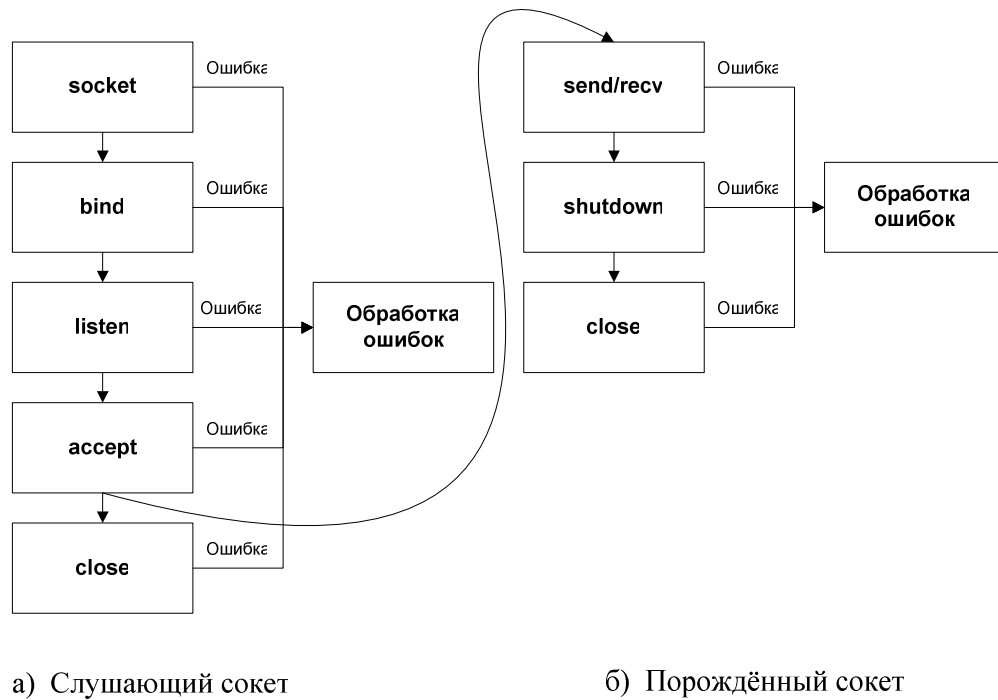 socket
Ошибка
bind
Ошибка
listen
Ошибка
Обработка
ошибок
accept
Ошибка
close
Ошибка
а) Слушающий сокет
send/recv
Ошибка
shutdown
Ошибка
Обработка
ошибок
close
Ошибка
б) Порождённый сокет